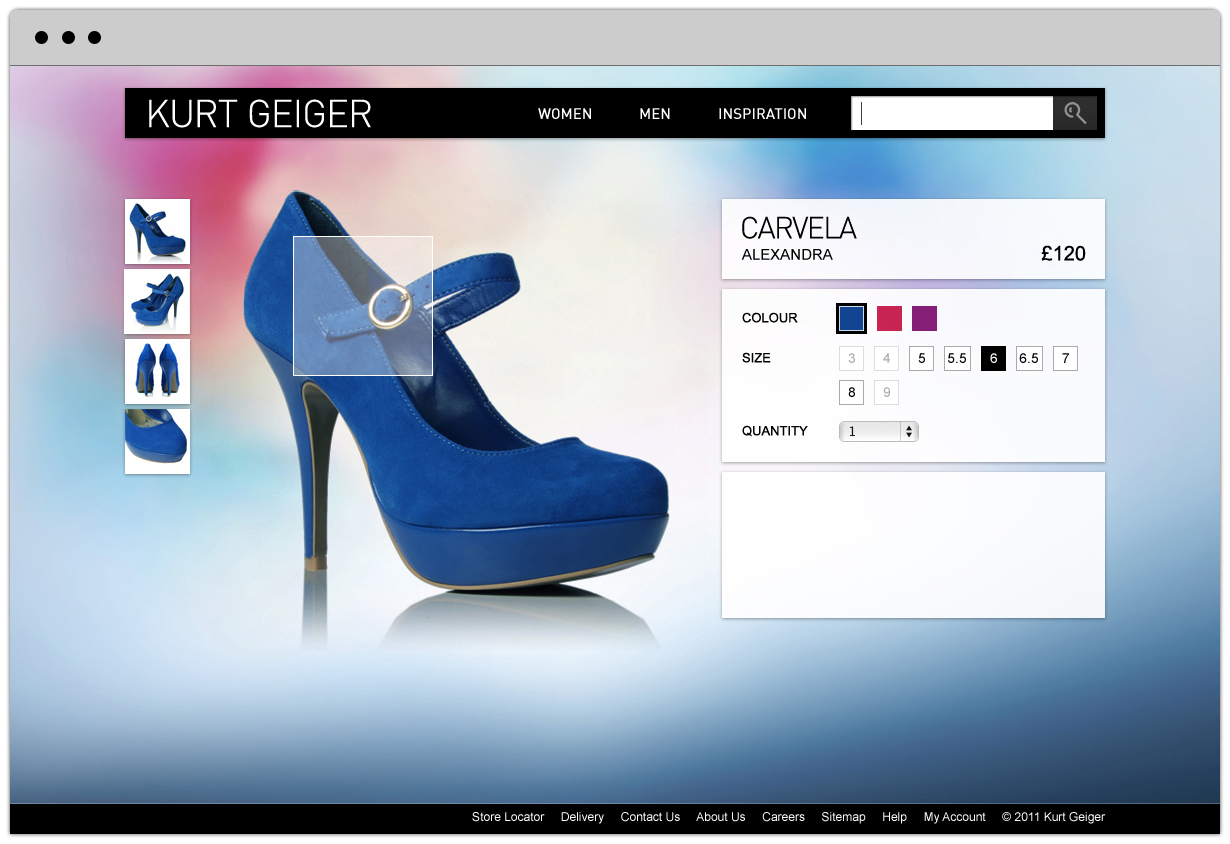 KURT GEIGER WOMEN MEN INSPIRATION
CARVELA
ALEXANDRA £120
COLOUR
SIZE 3 4 5 5.5 6 6.5 7
8 9
QUANTITY 1
Store Locator Delivery Contact Us About Us Careers Sitemap Help My Account © 2011 Kurt Geiger